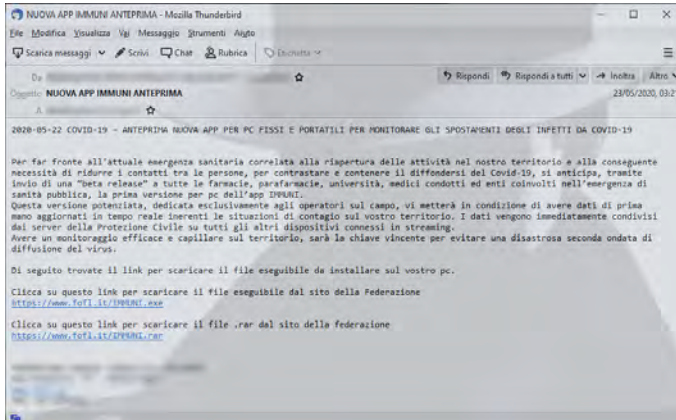 NUOVA APP IMMUNI ANTEPRIMA - Mozilla Thunderbird
File Modifica Visualizza Vai Messaggio Strumenti Aiuto
Scarica messaggi Scrivi Chat Rubrica Etichetta
Da Rispondi Rispondi a tutti Inoltra Altro
Oggetto NUOVA APP IMMUNI ANTEPRIMA 23/05/2020, 03:2
A
2020-05-22 COVID-19 - ANTEPRIMA NUOVA APP PER PC FISSI E PORTATILI PER MONITORARE GLI SPOSTAMENTI DEGLI INFETTI DA COVID-19
Per far fronte all'attuale emergenza sanitaria correlata alla riapertura delle attività nel nostro territorio e alla conseguente
necessità di ridurre i contatti tra le persone, per contrastare e contenere il diffondersi del Covid-19, si anticipa, tramite
invio di una "beta release" a tutte le farmacie, parafarmacie, università, medici condotti ed enti coinvolti nell'emergenza di
sanità pubblica, la prima versione per pc dell'app IMMUNI.
Questa versione potenziata, dedicata esclusivamente agli operatori sul campo, vi metterà in condizione di avere dati di prima
mano aggiornati in tempo reale inerenti le situazioni di contagio sul vostro territorio. I dati vengono immediatamente condivisi
dai server della Protezione Civile su tutti gli altri dispositivi connessi in streaming.
Avere un monitoraggio efficace e capillare sul territorio, sarà la chiave vincente per evitare una disastrosa seconda ondata di
diffusione del virus.
Di seguito trovate il link per scaricare il file eseguibile da installare sul vostro pc.
Clicca su questo link per scaricare il file eseguibile dal sito della Federazione
https://www.fofl.it/IMMUNI.exe
Clicca su questo link per scaricare il file .rar dal sito della federazione
https://www.fofl.it/IMMUNI.rar